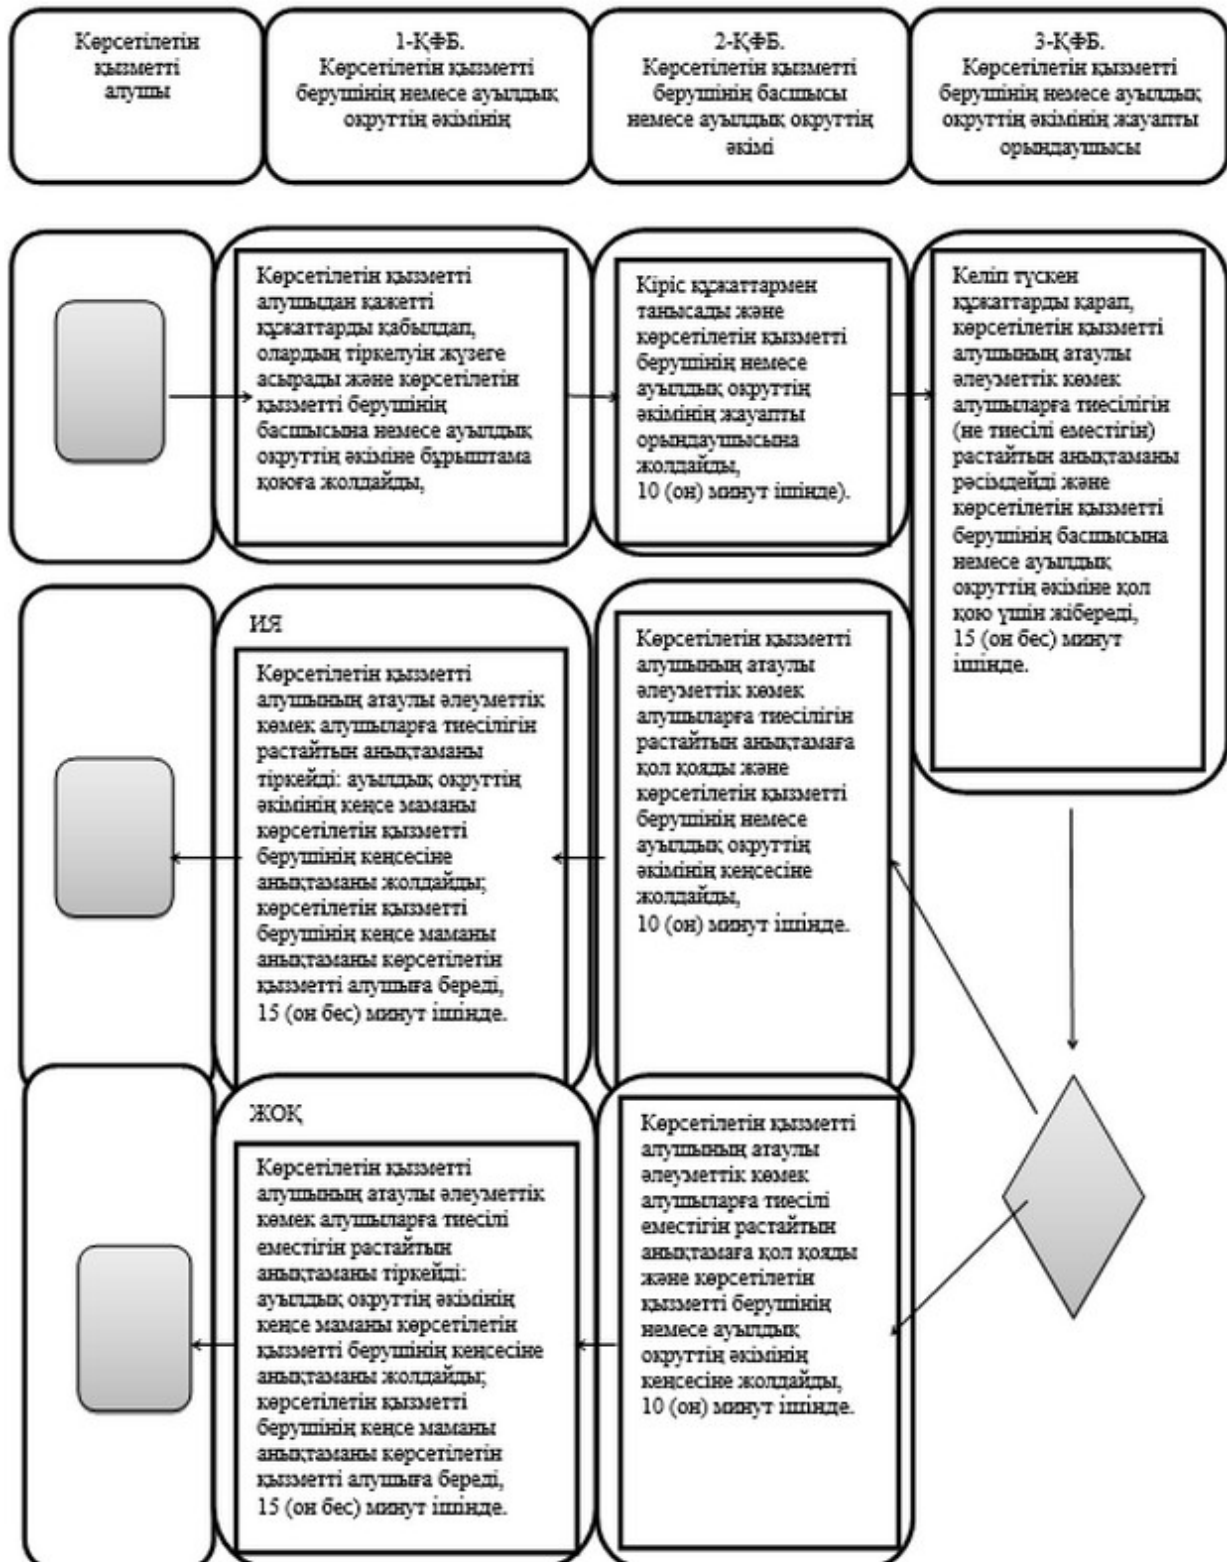 Көрсетілетін
қызметті
алушы
1-ҚФБ.
Көрсетілетін қызметті
берушінің немесе ауылдық
округтің әкімінің
2-ҚФБ.
Көрсетілетін қызметті
берушінің басшысы
немесе ауылдық округтің
әкімі
3-ҚФБ.
Көрсетілетін қызметті
берушінің немесе ауылдық
округтің әкімінің жауапты
орындаушысы
Көрсетілетін қызметті
алушыдан қажетті
құжаттарды қабылдап,
олардың тіркелуін жүзеге
асырады және көрсетілетін
қызметті берушінің
басшысына немесе ауылдық
округтің әкіміне бұрыштама
қоюға жолдайды,
Кіріс құжаттармен
танысады және
көрсетілетін қызметті
берушінің немесе
ауылдық округтің
әкімінің жауапты
орындаушысына
жолдайды,
10 (он) минут ішінде).
Келіп түскен
құжаттарды қарап,
көрсетілетін қызметті
алушының атаулы
әлеуметтік көмек
алушыларға тиесілігін
(не тиесілі еместігін)
растайтын анықтаманы
рәсімдейді және
көрсетілетін қызметті
берушінің басшысына
немесе ауылдық
округтің әкіміне қол
қою үшін жібереді,
15 (он бес) минут
ішінде.
ИЯ
Көрсетілетін қызметті
алушының атаулы әлеуметтік
көмек алушыларға тиесілігін
растайтын анықтаманы
тіркейді: ауылдық округтің
әкімінің кеңсе маманы
көрсетілетін қызметті
берушінің кеңсесіне
анықтаманы жолдайды;
көрсетілетін қызметті
берушінің кеңсе маманы
анықтаманы көрсетілетін
қызметті алушыға береді,
15 (он бес) минут ішінде.
Көрсетілетін қызметті
алушының атаулы
әлеуметтік көмек
алушыларға тиесілігін
растайтын анықтамаға
қол қояды және
көрсетілетін қызметті
берушінің немесе
ауылдық округтің
әкімінің кеңсесіне
жолдайды,
10 (он) минут ішінде.
ЖОҚ
Көрсетілетін қызметті
алушының атаулы әлеуметтік
көмек алушыларға тиесілі
еместігін растайтын
анықтаманы тіркейді:
ауылдық округтің әкімінің
кеңсе маманы көрсетілетін
қызметті берушінің кеңсесіне
анықтаманы жолдайды;
көрсетілетін қызметті
берушінің кеңсе маманы
анықтаманы көрсетілетін
қызметті алушыға береді,
15 (он бес) минут ішінде.
Көрсетілетін қызметті
алушының атаулы
әлеуметтік көмек
алушыларға тиесілі
еместігін растайтын
анықтамаға қол қояды
және көрсетілетін
қызметті берушінің
немесе ауылдық
округтің әкімінің
кеңсесіне жолдайды,
10 (он) минут ішінде.